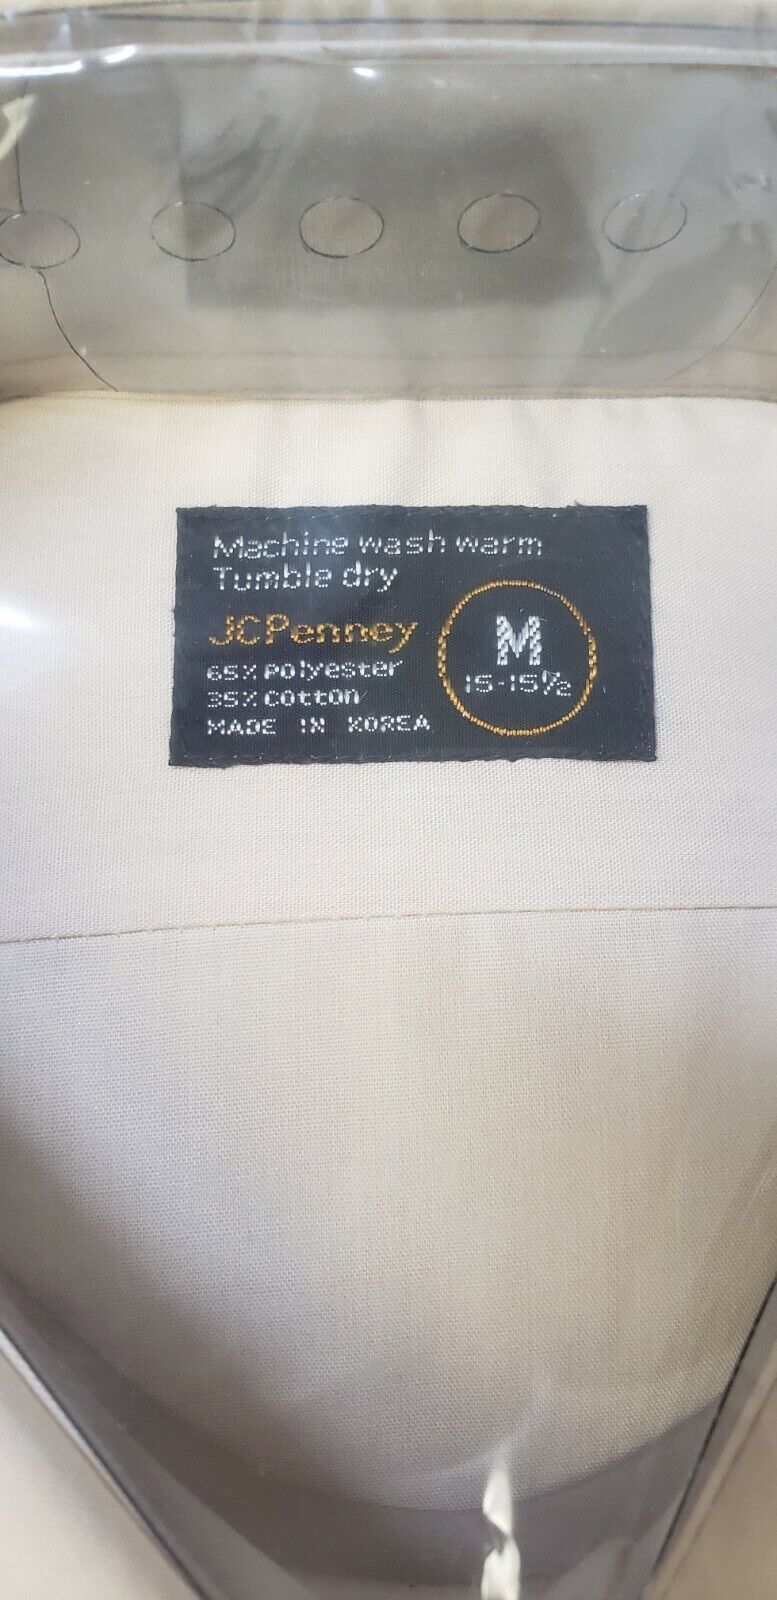 Machine wash warm
Tumble dry
JCPenney
65% Polyester
35% Cotton
MADE IN KOREA
M
15-15½